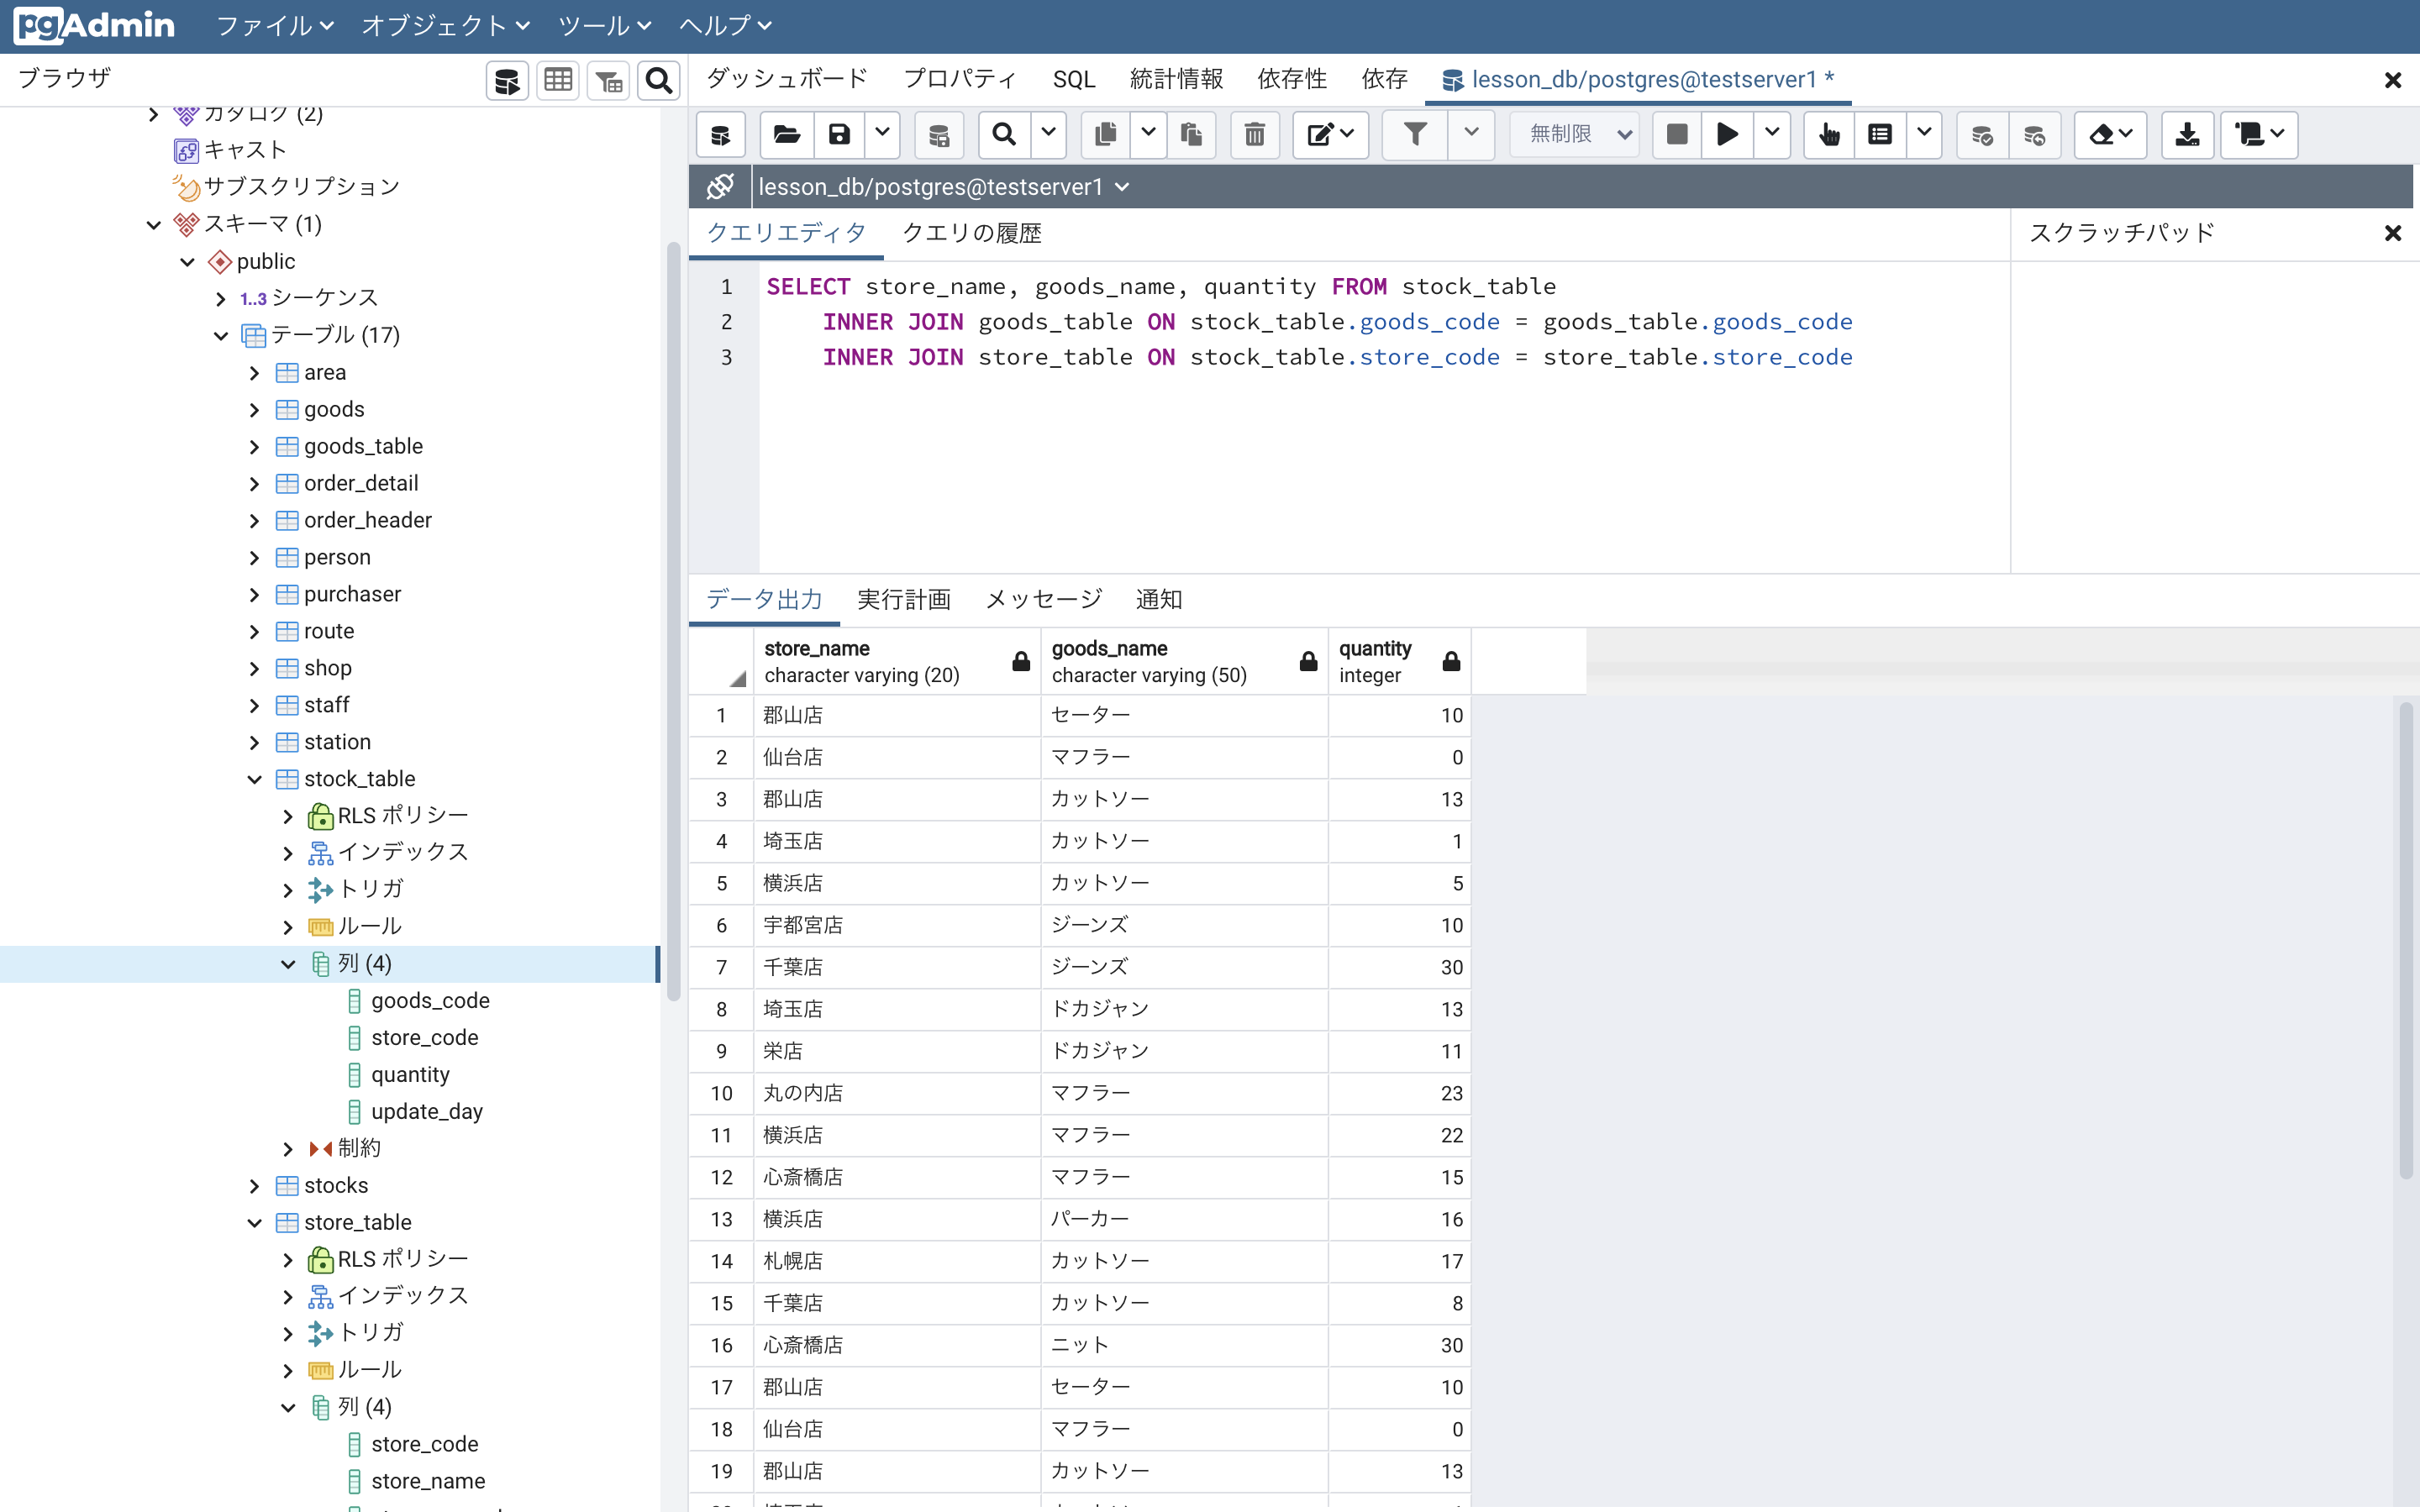 pgAdmin ファイル オブジェクト ツール ヘルプ
ブラウザ
カタログ (2)
キャスト
サブスクリプション
スキーマ (1)
public
1..3 シーケンス
テーブル (17)
area
goods
goods_table
order_detail
order_header
person
purchaser
route
shop
staff
station
stock_table
RLS ポリシー
インデックス
トリガ
ルール
列 (4)
goods_code
store_code
quantity
update_day
制約
stocks
store_table
RLS ポリシー
インデックス
トリガ
ルール
列 (4)
store_code
store_name
ダッシュボード プロパティ SQL 統計情報 依存性 依存 lesson_db/postgres@testserver1 *
無制限
lesson_db/postgres@testserver1
クエリエディタ クエリの履歴 スクラッチパッド
1 SELECT store_name, goods_name, quantity FROM stock_table
2 INNER JOIN goods_table ON stock_table.goods_code = goods_table.goods_code
3 INNER JOIN store_table ON stock_table.store_code = store_table.store_code
データ出力 実行計画 メッセージ 通知
store_name goods_name quantity
character varying (20) character varying (50) integer
1 郡山店 セーター 10
2 仙台店 マフラー 0
3 郡山店 カットソー 13
4 埼玉店 カットソー 1
5 横浜店 カットソー 5
6 宇都宮店 ジーンズ 10
7 千葉店 ジーンズ 30
8 埼玉店 ドカジャン 13
9 栄店 ドカジャン 11
10 丸の内店 マフラー 23
11 横浜店 マフラー 22
12 心斎橋店 マフラー 15
13 横浜店 パーカー 16
14 札幌店 カットソー 17
15 千葉店 カットソー 8
16 心斎橋店 ニット 30
17 郡山店 セーター 10
18 仙台店 マフラー 0
19 郡山店 カットソー 13